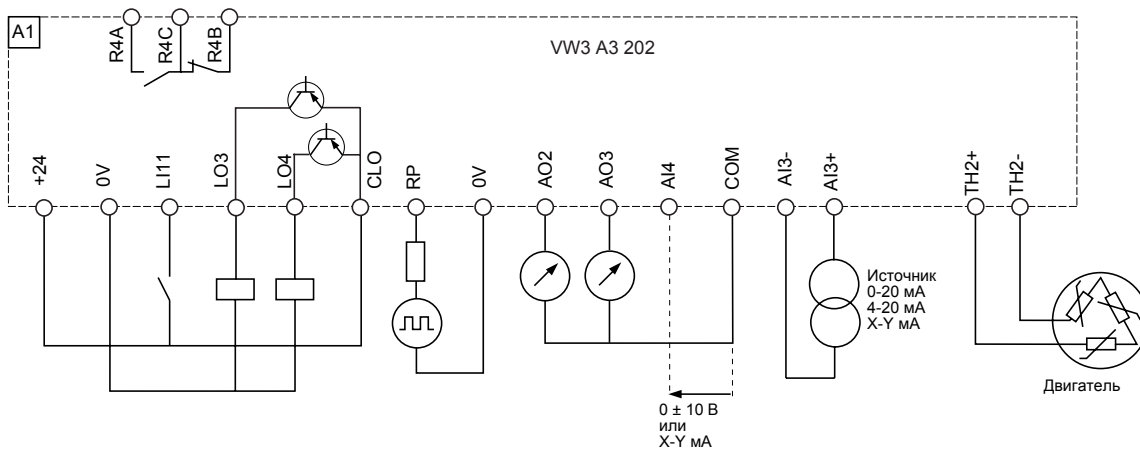 A1
R4A
R4C
R4B
VW3 A3 202
+24
0V
LI11
LO3
LO4
CLO
RP
0V
AO2
AO3
AI4
COM
AI3-
AI3+
TH2+
TH2-
Источник
0-20 мА
4-20 мА
X-Y мА
Двигатель
0 ± 10 В
или
X-Y мА